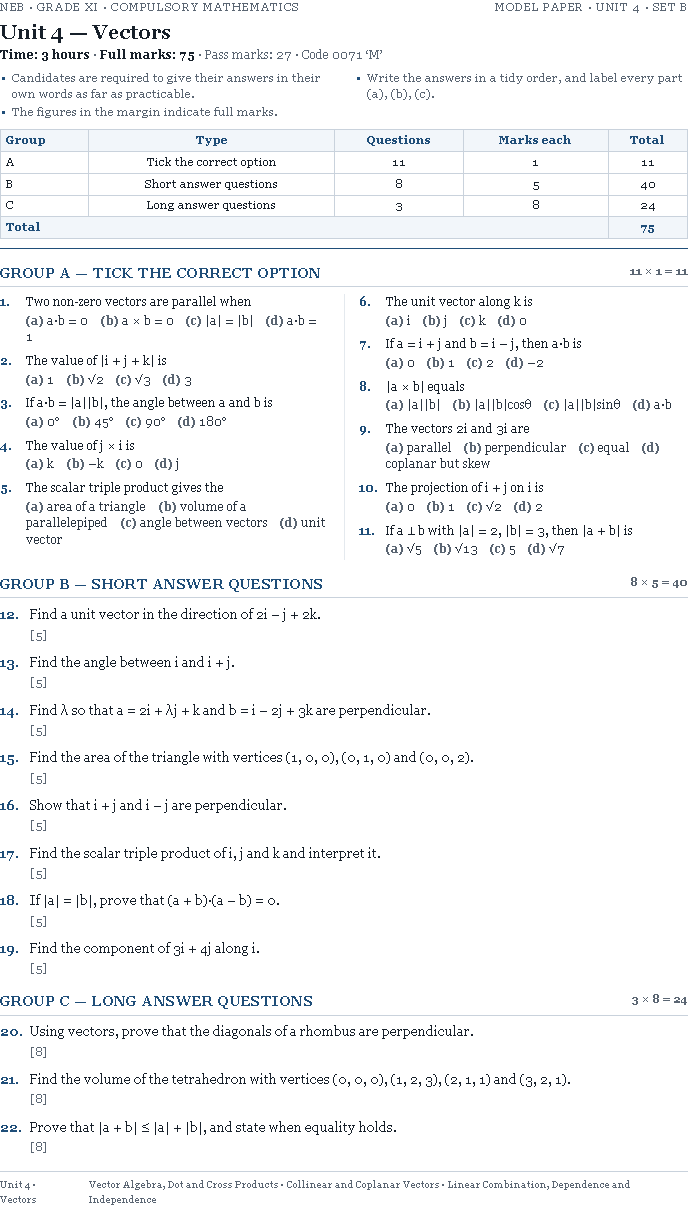 NEB · GRADE XI · COMPULSORY MATHEMATICS
MODEL PAPER · UNIT 4 · SET B
Unit 4 — Vectors
Time: 3 hours · Full marks: 75 · Pass marks: 27 · Code 0071 ‘M’
• Candidates are required to give their answers in their
own words as far as practicable.
• The figures in the margin indicate full marks.
• Write the answers in a tidy order, and label every part
(a), (b), (c).
Group Type Questions Marks each Total
A Tick the correct option 11 1 11
B Short answer questions 8 5 40
C Long answer questions 3 8 24
Total 75
GROUP A — TICK THE CORRECT OPTION 11 × 1 = 11
1. Two non-zero vectors are parallel when
(a) a·b = 0 (b) a × b = 0 (c) |a| = |b| (d) a·b =
1
2. The value of |i + j + k| is
(a) 1 (b) √2 (c) √3 (d) 3
3. If a·b = |a||b|, the angle between a and b is
(a) 0° (b) 45° (c) 90° (d) 180°
4. The value of j × i is
(a) k (b) −k (c) 0 (d) j
5. The scalar triple product gives the
(a) area of a triangle (b) volume of a
parallelepiped (c) angle between vectors (d) unit
vector
6. The unit vector along k is
(a) i (b) j (c) k (d) 0
7. If a = i + j and b = i − j, then a·b is
(a) 0 (b) 1 (c) 2 (d) −2
8. |a × b| equals
(a) |a||b| (b) |a||b|cosθ (c) |a||b|sinθ (d) a·b
9. The vectors 2i and 3i are
(a) parallel (b) perpendicular (c) equal (d)
coplanar but skew
10. The projection of i + j on i is
(a) 0 (b) 1 (c) √2 (d) 2
11. If a ⊥ b with |a| = 2, |b| = 3, then |a + b| is
(a) √5 (b) √13 (c) 5 (d) √7
GROUP B — SHORT ANSWER QUESTIONS 8 × 5 = 40
12. Find a unit vector in the direction of 2i − j + 2k.
[5]
13. Find the angle between i and i + j.
[5]
14. Find λ so that a = 2i + λj + k and b = i − 2j + 3k are perpendicular.
[5]
15. Find the area of the triangle with vertices (1, 0, 0), (0, 1, 0) and (0, 0, 2).
[5]
16. Show that i + j and i − j are perpendicular.
[5]
17. Find the scalar triple product of i, j and k and interpret it.
[5]
18. If |a| = |b|, prove that (a + b)·(a − b) = 0.
[5]
19. Find the component of 3i + 4j along i.
[5]
GROUP C — LONG ANSWER QUESTIONS 3 × 8 = 24
20. Using vectors, prove that the diagonals of a rhombus are perpendicular.
[8]
21. Find the volume of the tetrahedron with vertices (0, 0, 0), (1, 2, 3), (2, 1, 1) and (3, 2, 1).
[8]
22. Prove that |a + b| ≤ |a| + |b|, and state when equality holds.
[8]
Unit 4 ·
Vectors
Vector Algebra, Dot and Cross Products · Collinear and Coplanar Vectors · Linear Combination, Dependence and
Independence